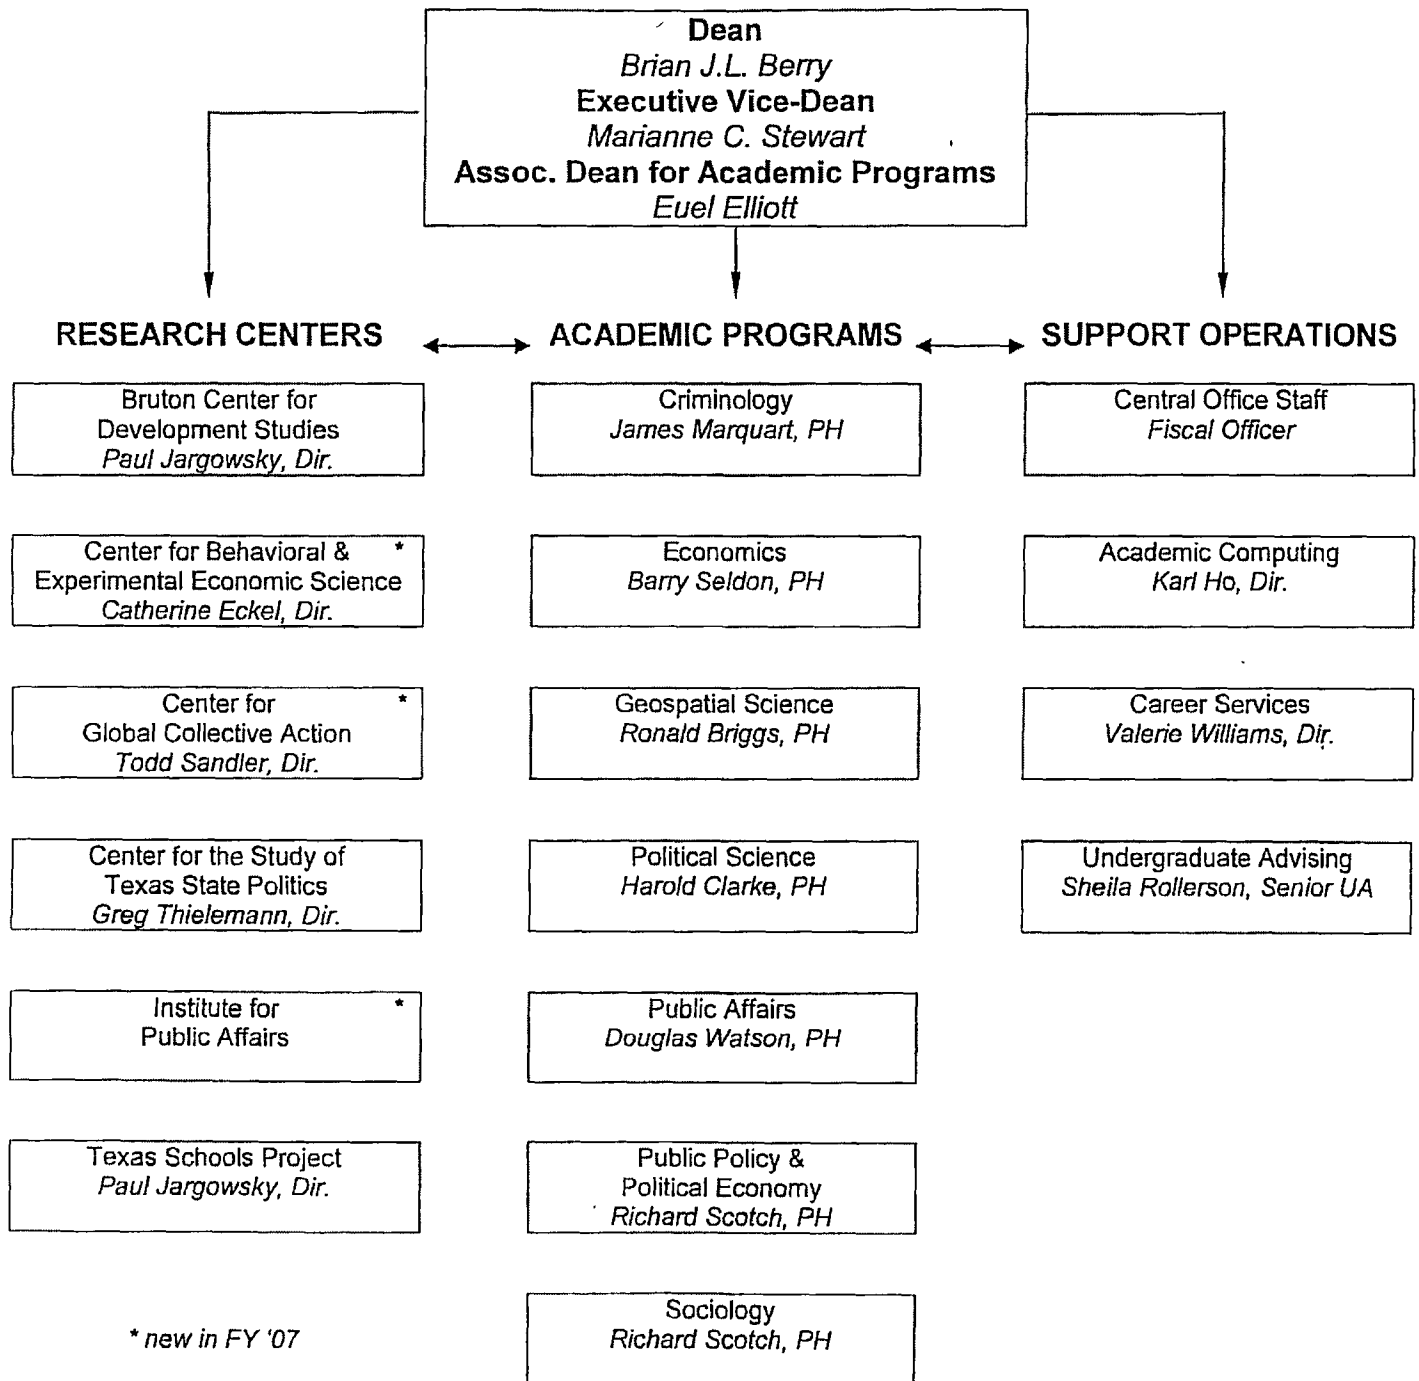 Dean
Brian J.L. Berry
Executive Vice-Dean
Marianne C. Stewart
Assoc. Dean for Academic Programs
Euel Elliott
RESEARCH CENTERS
Bruton Center for
Development Studies
Paul Jargowsky, Dir.
Center for Behavioral & *
Experimental Economic Science
Catherine Eckel, Dir.
Center for *
Global Collective Action
Todd Sandler, Dir.
Center for the Study of
Texas State Politics
Greg Thielemann, Dir.
Institute for *
Public Affairs
Texas Schools Project
Paul Jargowsky, Dir.
* new in FY '07
ACADEMIC PROGRAMS
Criminology
James Marquart, PH
Economics
Barry Seldon, PH
Geospatial Science
Ronald Briggs, PH
Political Science
Harold Clarke, PH
Public Affairs
Douglas Watson, PH
Public Policy &
Political Economy
Richard Scotch, PH
Sociology
Richard Scotch, PH
SUPPORT OPERATIONS
Central Office Staff
Fiscal Officer
Academic Computing
Karl Ho, Dir.
Career Services
Valerie Williams, Dir.
Undergraduate Advising
Sheila Rollerson, Senior UA